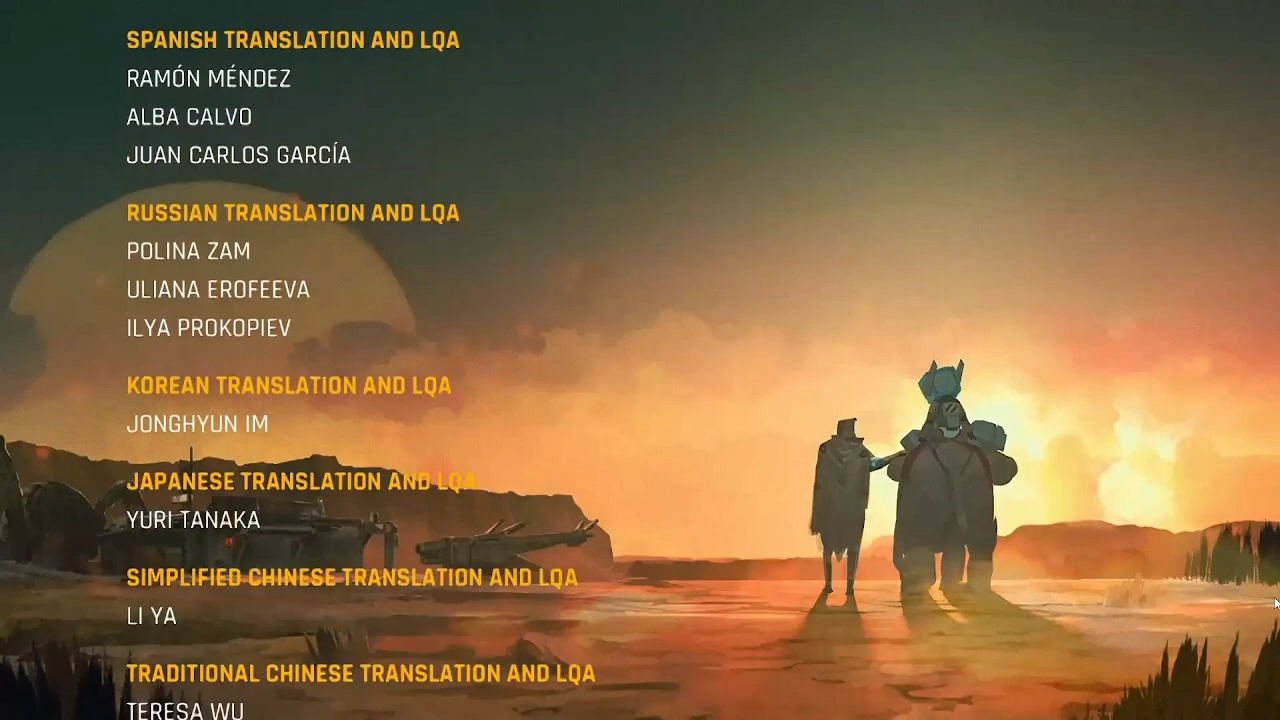 SPANISH TRANSLATION AND LQA
RAMÓN MÉNDEZ
ALBA CALVO
JUAN CARLOS GARCÍA
RUSSIAN TRANSLATION AND LQA
POLINA ZAM
ULIANA EROFEEVA
ILYA PROKOPIEV
KOREAN TRANSLATION AND LQA
JONGHYUN IM
JAPANESE TRANSLATION AND LQA
YURI TANAKA
SIMPLIFIED CHINESE TRANSLATION AND LQA
LI YA
TRADITIONAL CHINESE TRANSLATION AND LQA
TERESA WU